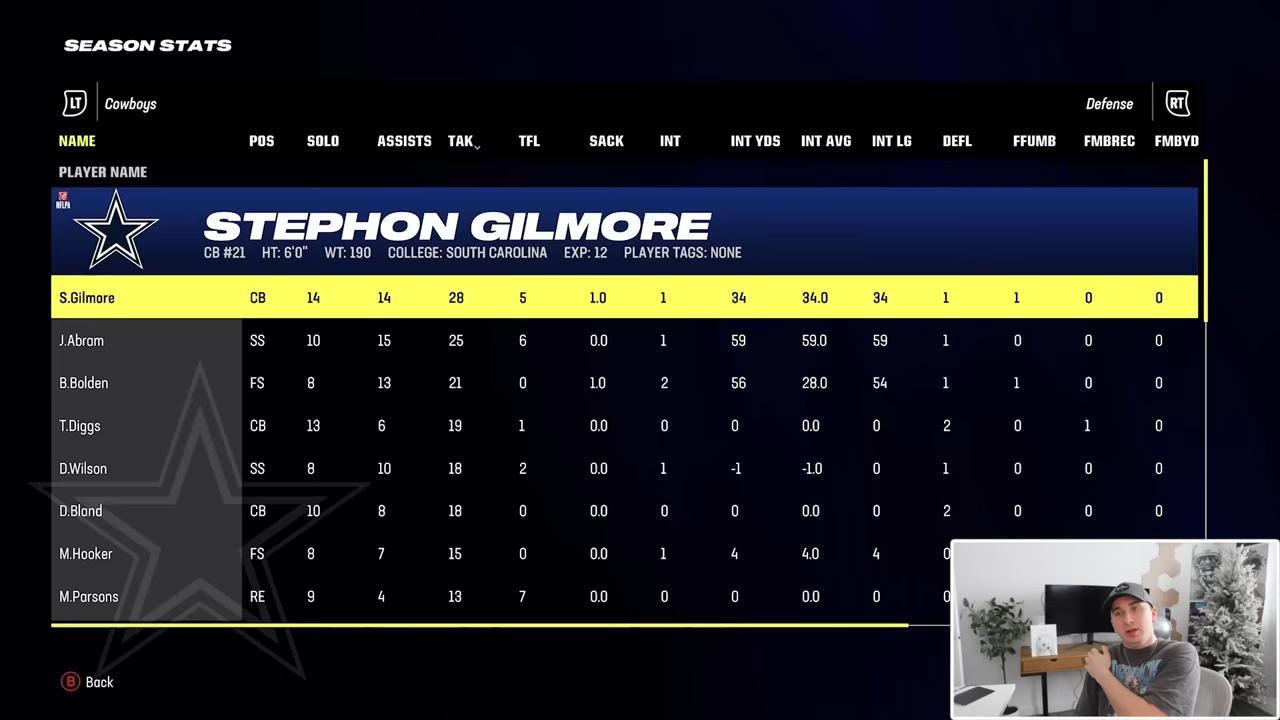 SEASON STATS
LT Cowboys Defense RT
NAME POS SOLO ASSISTS TAK TFL SACK INT INT YDS INT AVG INT LG DEFL FFUMB FMBREC FMBYD
PLAYER NAME
NFLPA
STEPHON GILMORE
CB #21 HT: 6'0" WT: 190 COLLEGE: SOUTH CAROLINA EXP: 12 PLAYER TAGS: NONE
S.Gilmore CB 14 14 28 5 1.0 1 34 34.0 34 1 1 0 0
J.Abram SS 10 15 25 6 0.0 1 59 59.0 59 1 0 0 0
B.Bolden FS 8 13 21 0 1.0 2 56 28.0 54 1 1 0 0
T.Diggs CB 13 6 19 1 0.0 0 0 0.0 0 2 0 1 0
D.Wilson SS 8 10 18 2 0.0 1 -1 -1.0 0 1 0 0 0
D.Bland CB 10 8 18 0 0.0 0 0 0.0 0 2 0 0 0
M.Hooker FS 8 7 15 0 0.0 1 4 4.0 4 0
M.Parsons RE 9 4 13 7 0.0 0 0 0.0 0 0
B Back